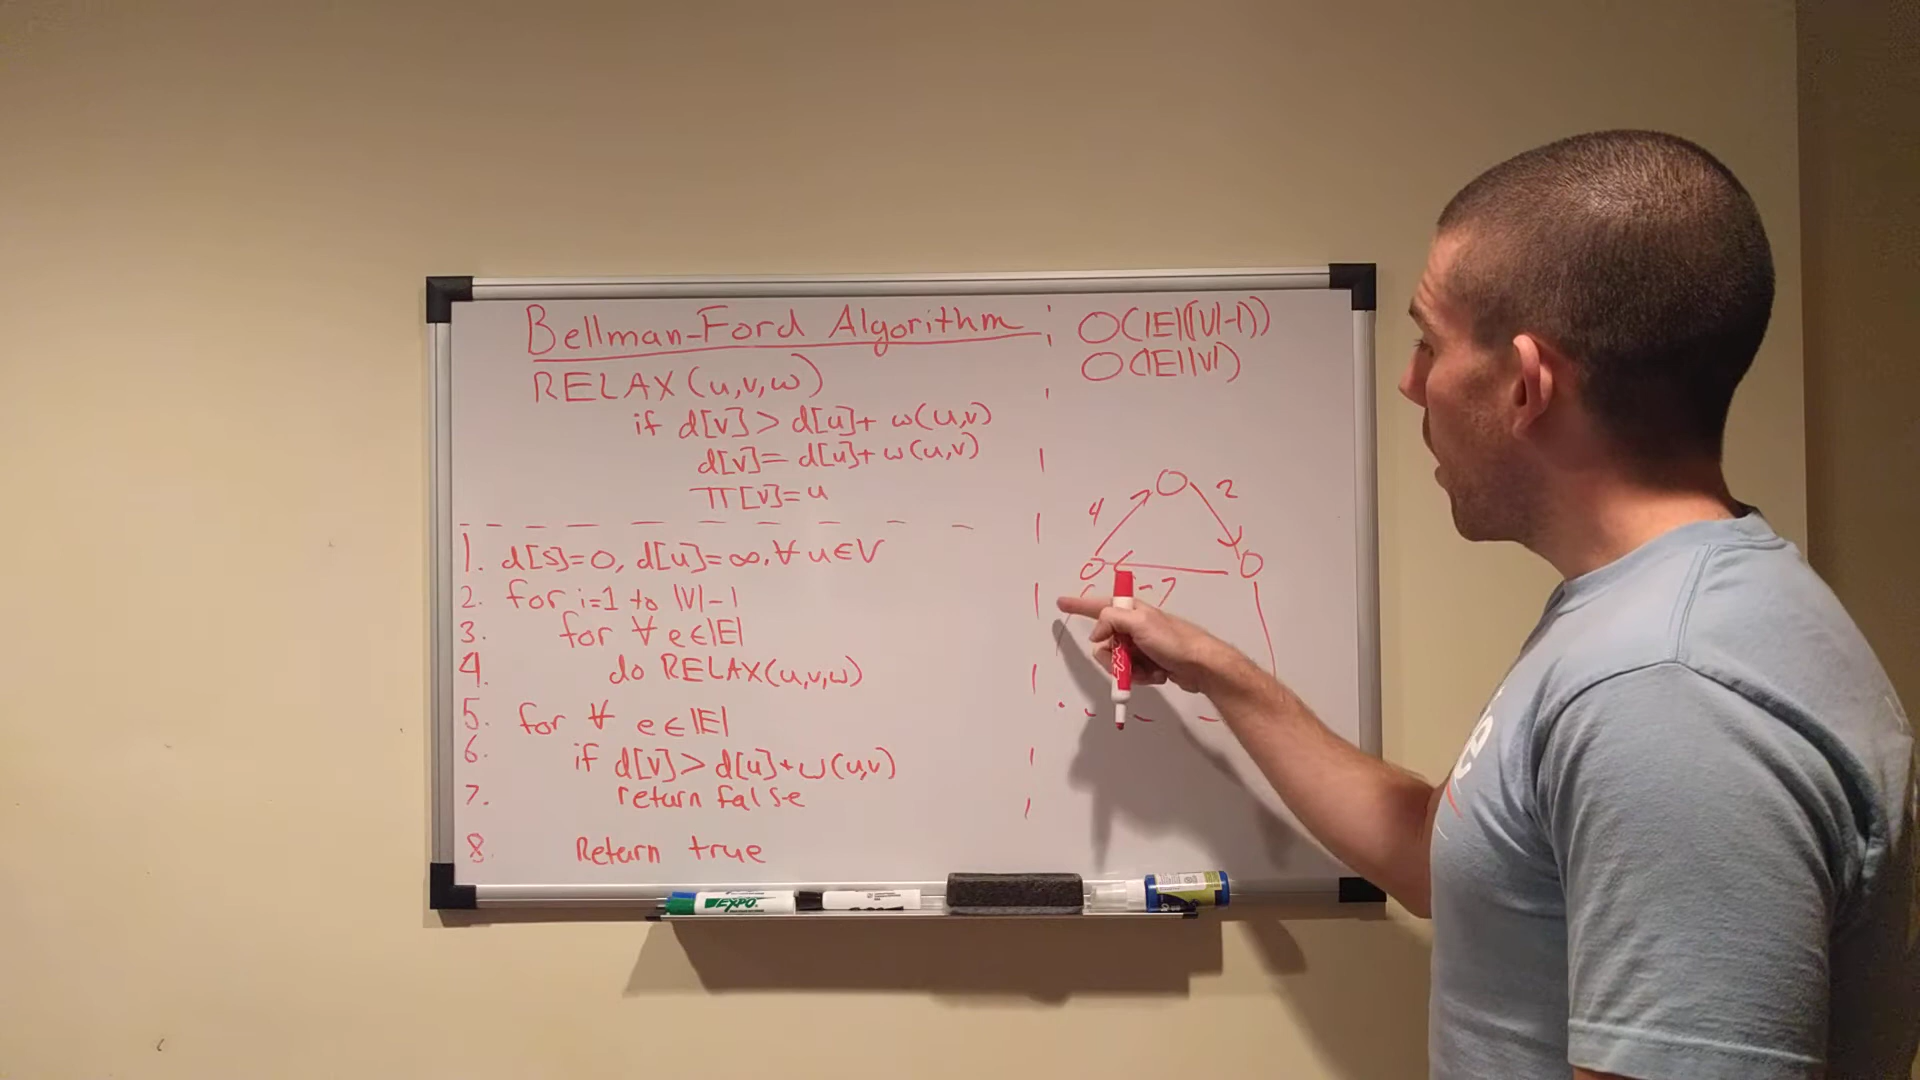 Bellman-Ford Algorithm
RELAX(u,v,w)
if d[v] > d[u] + w(u,v)
d[v] = d[u] + w(u,v)
π[v] = u
1. d[s]=0, d[u]=∞, ∀ u∈V
2. for i=1 to |V|-1
3. for ∀ e∈|E|
4. do RELAX(u,v,w)
5. for ∀ e∈|E|
6. if d[v] > d[u] + w(u,v)
7. return false
8. Return true
O(|E|(|V|-1))
O(|E||V|)
4
2
-7
EXPO